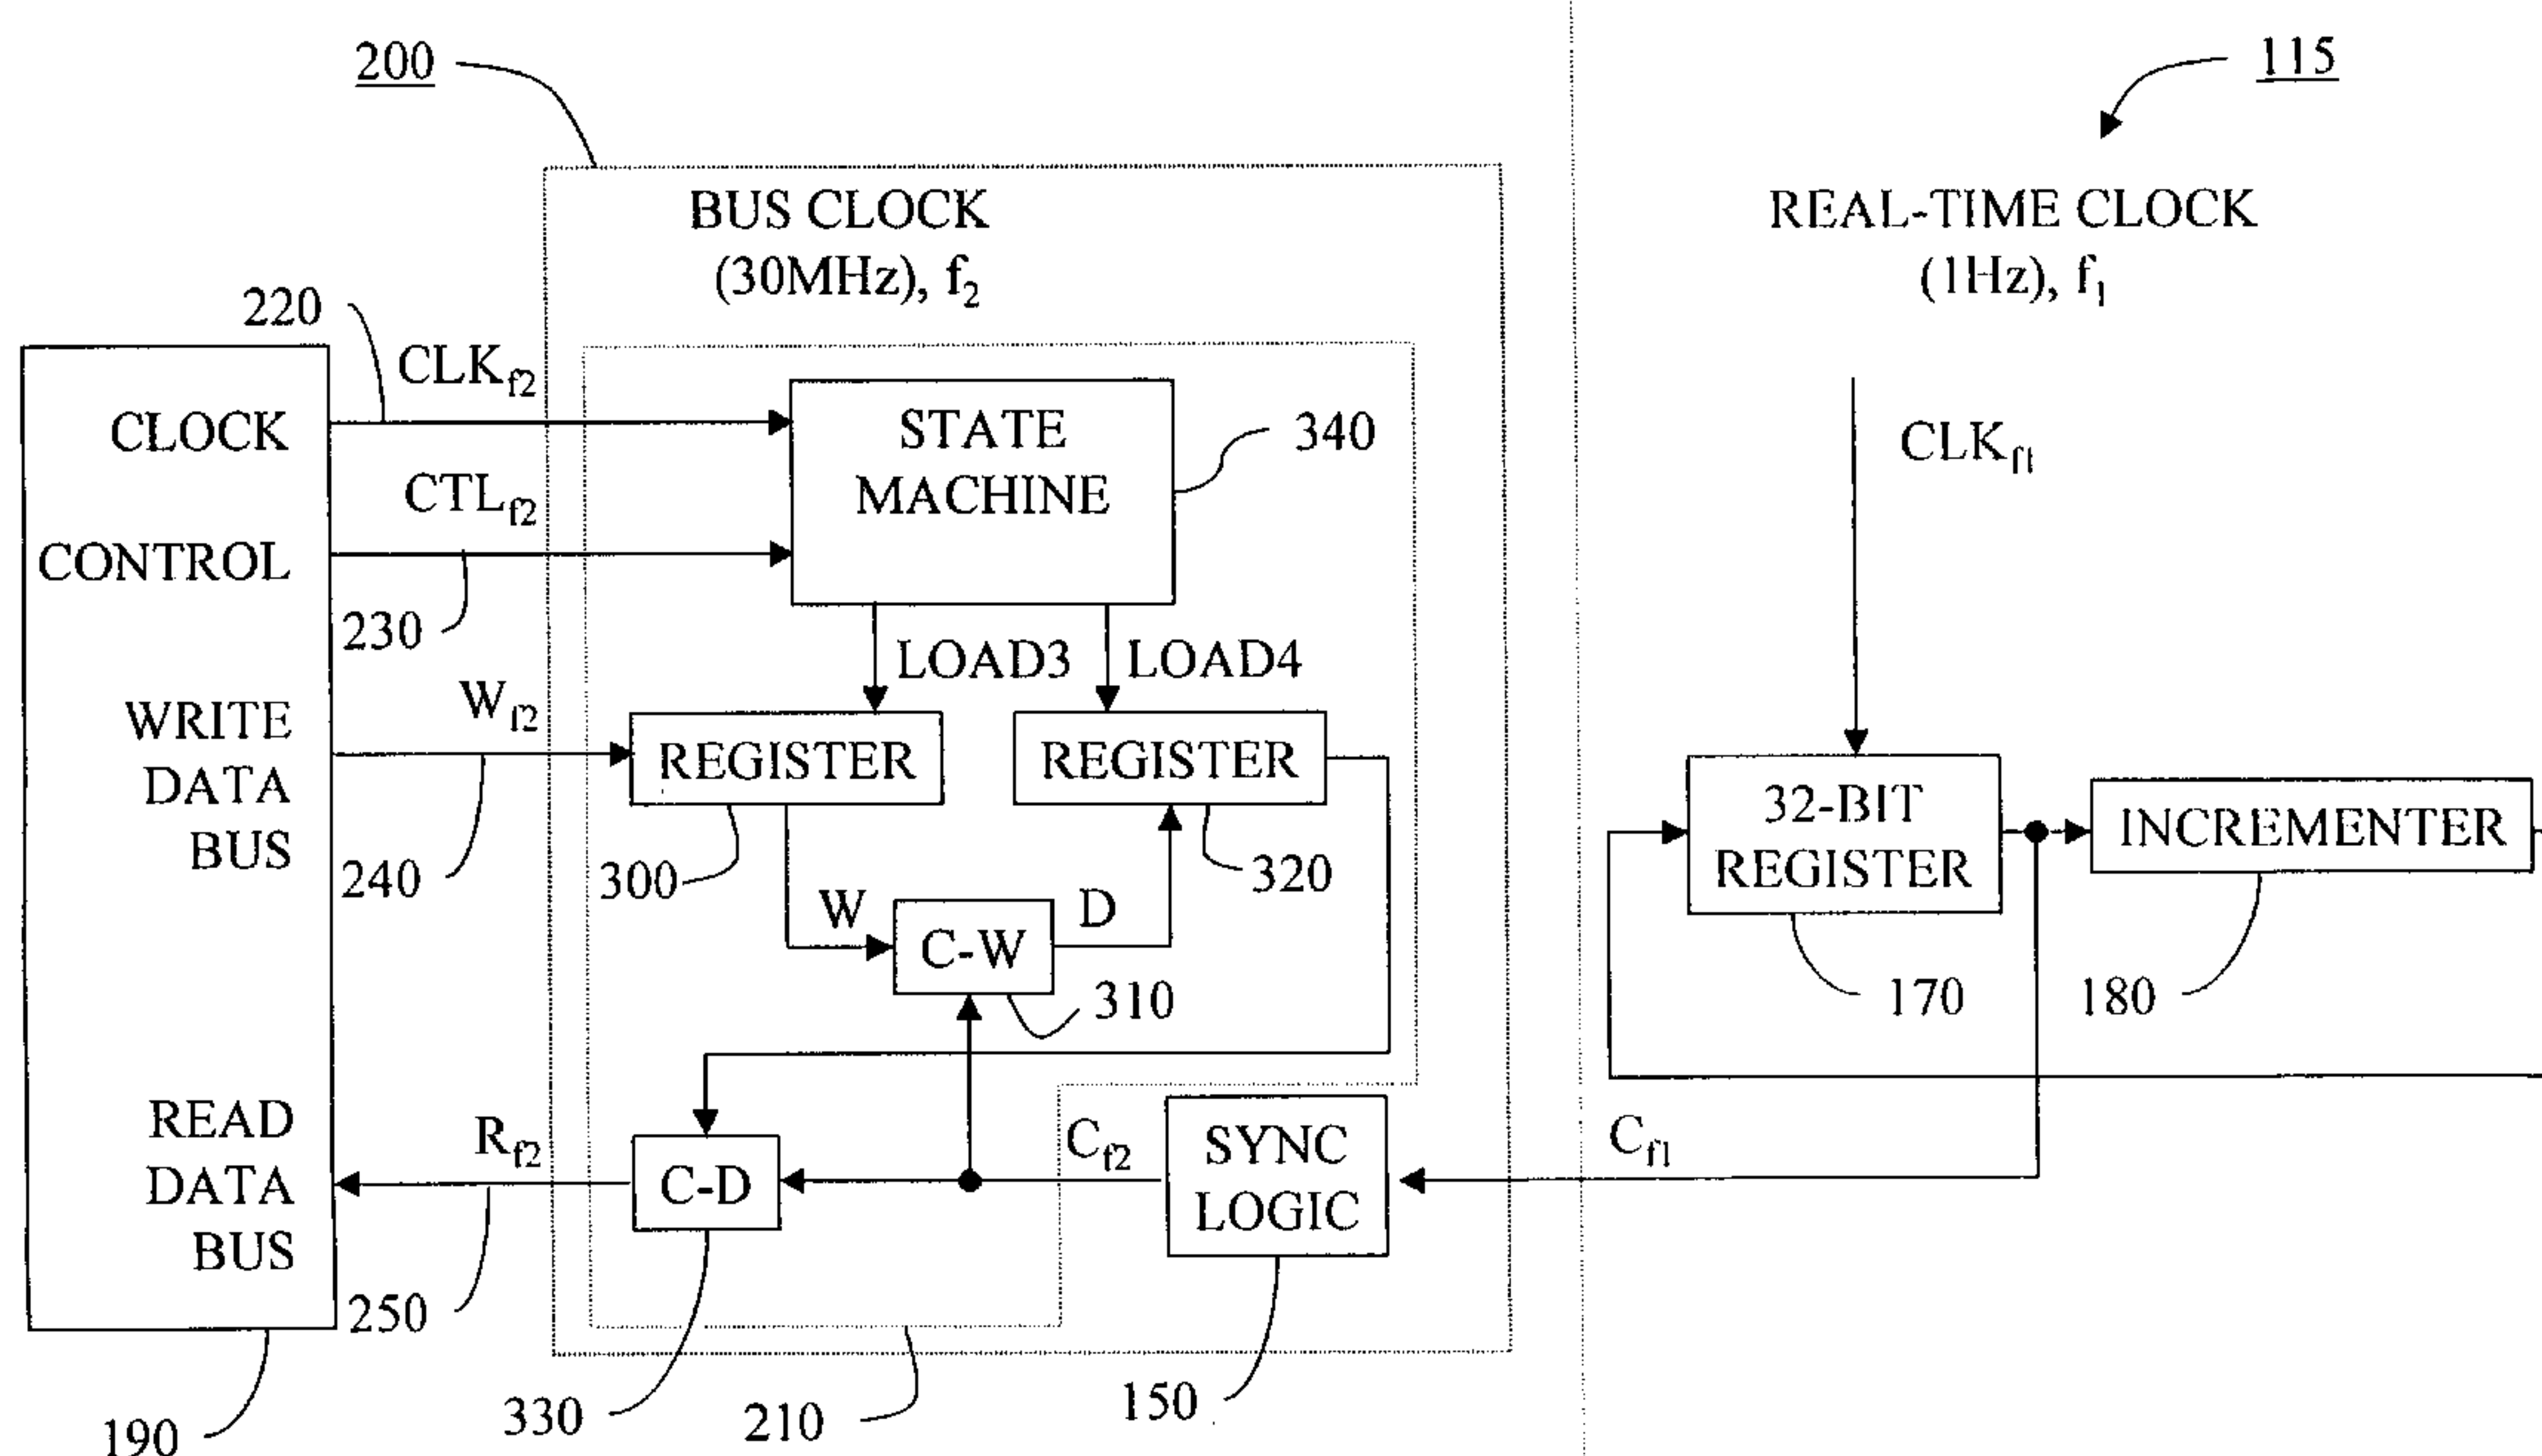 200
115
BUS CLOCK
(30MHz), f2
REAL-TIME CLOCK
(1Hz), f1
220
CLKf2
CLOCK
STATE
MACHINE
340
CLKf1
CTLf2
CONTROL
230
LOAD3
LOAD4
Wf2
WRITE
DATA
BUS
240
REGISTER
REGISTER
300
320
W
C-W
D
310
32-BIT
REGISTER
INCREMENTER
170
180
READ
DATA
BUS
Rf2
C-D
Cf2
SYNC
LOGIC
Cf1
250
190
330
210
150